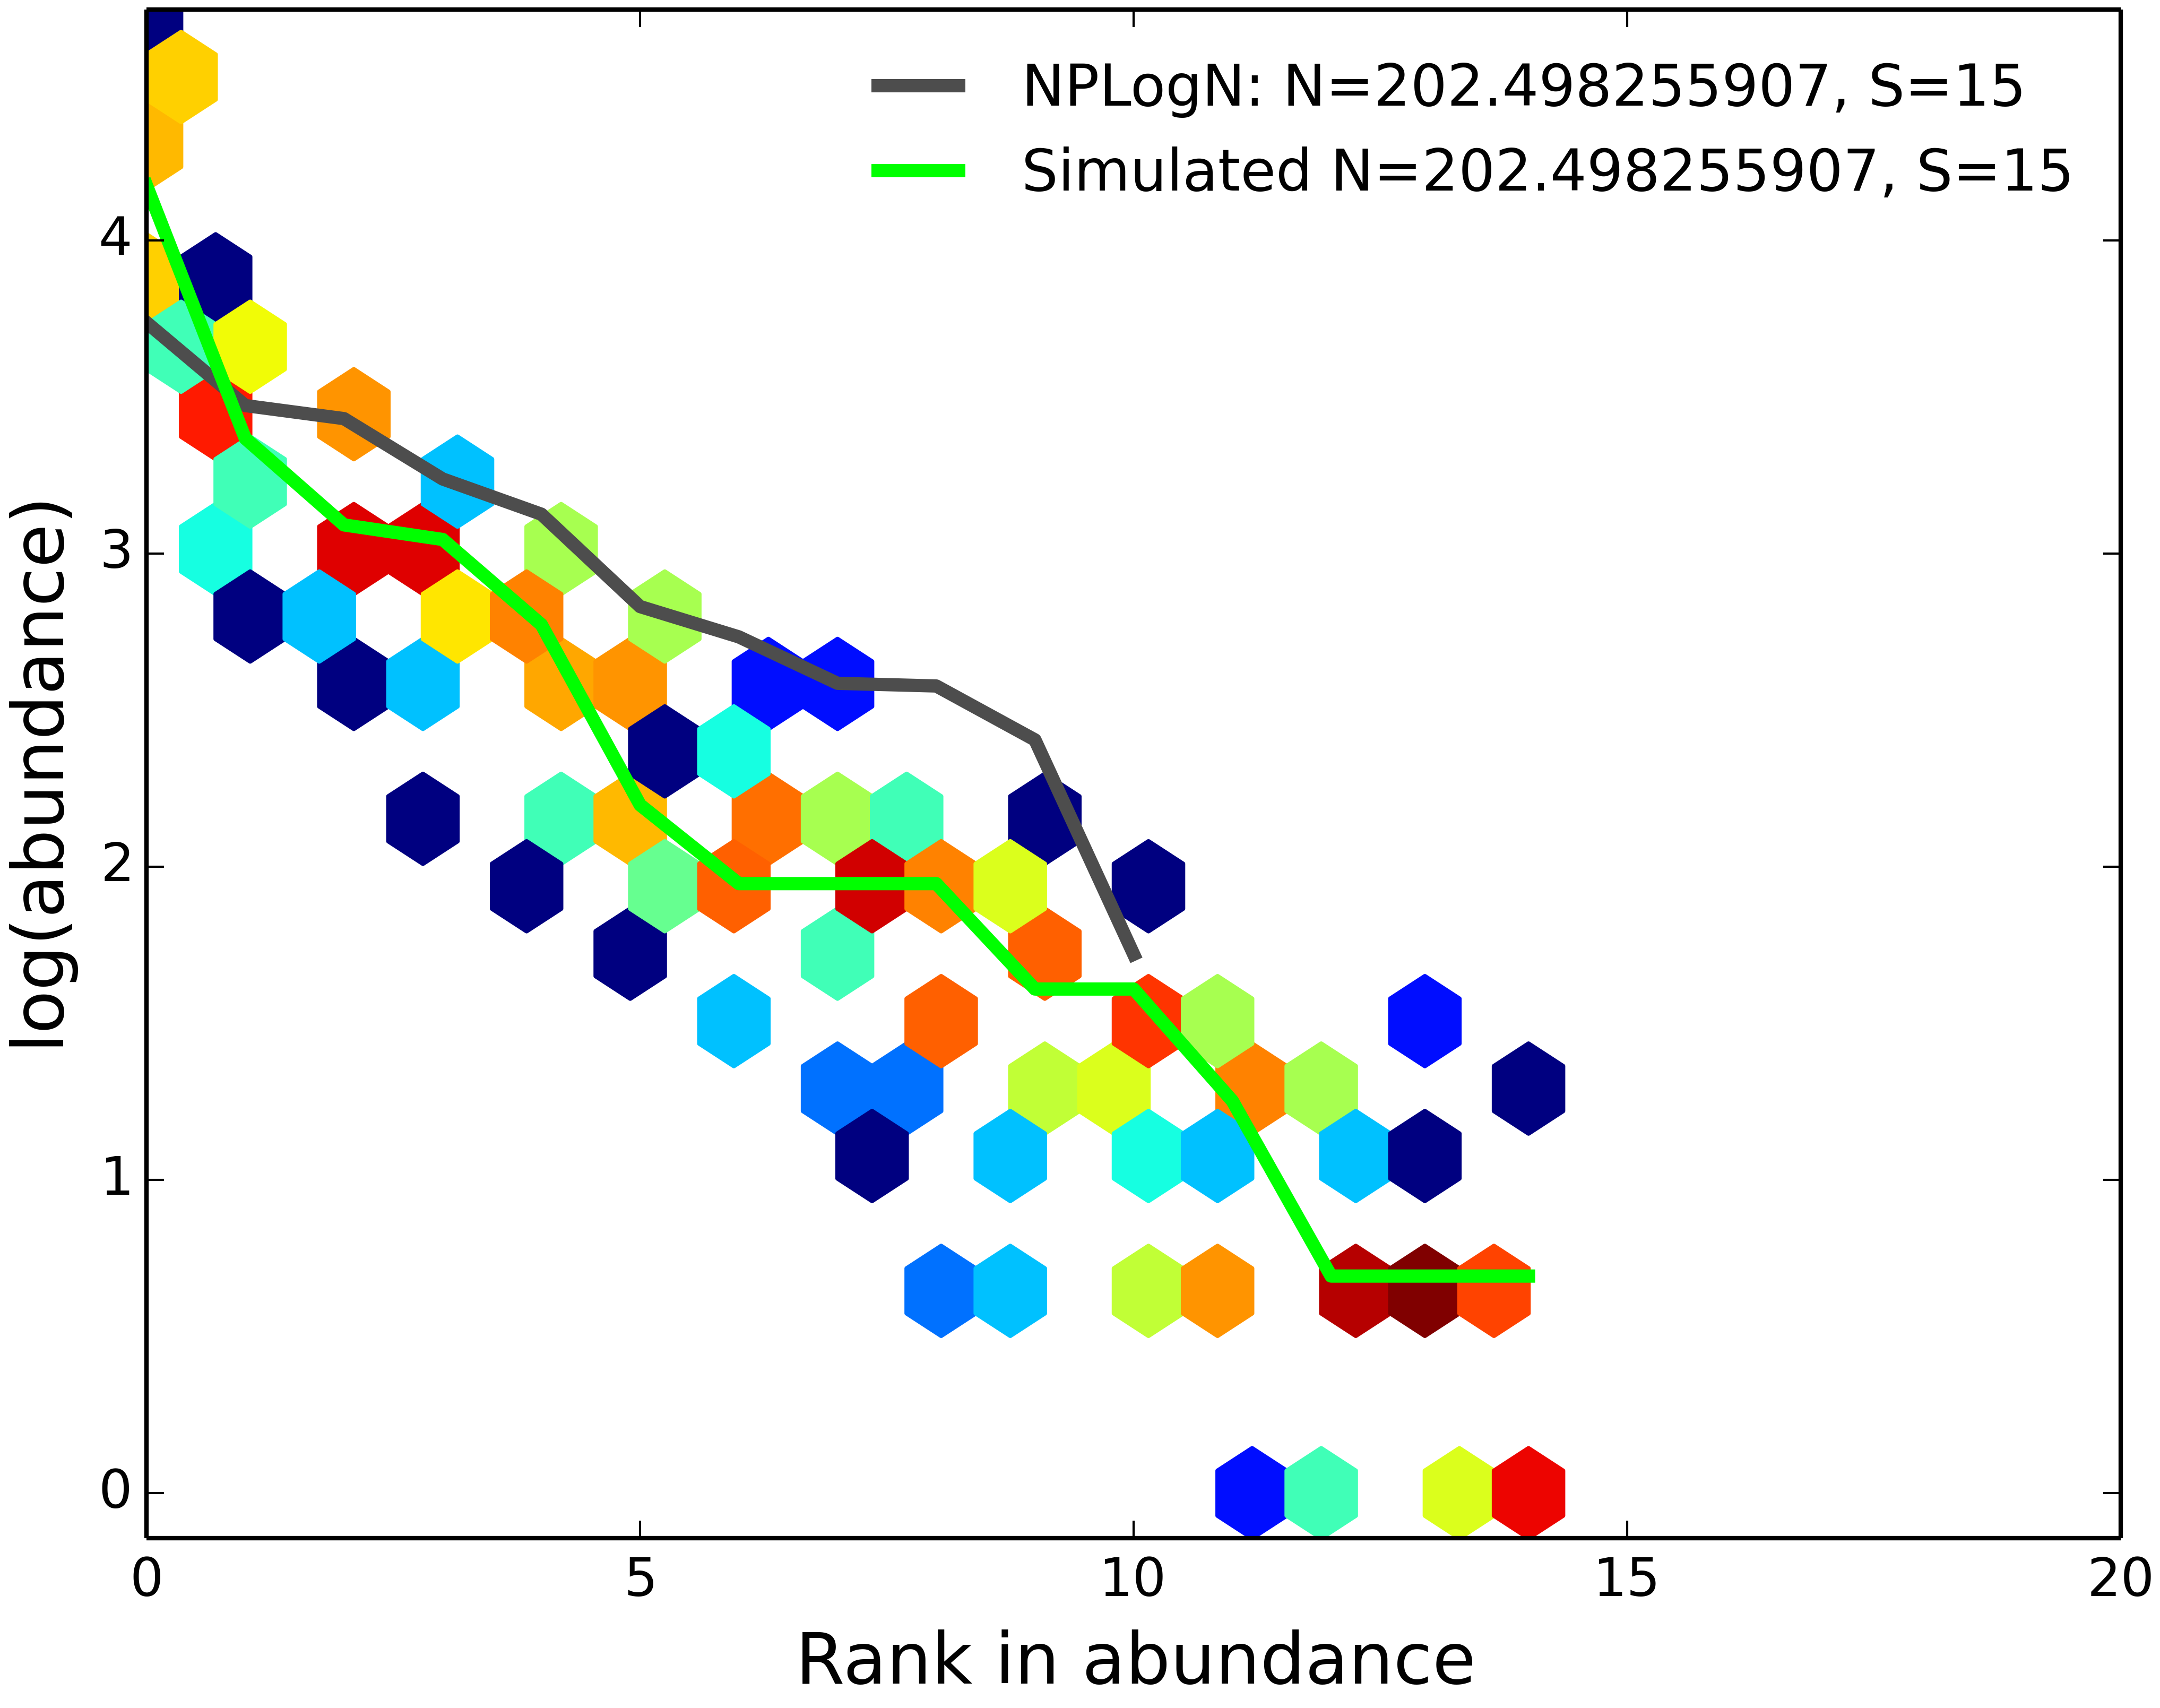 NPLogN: N=202.498255907, S=15
Simulated N=202.498255907, S=15
log(abundance)
4
3
2
1
0
0 5 10 15 20
Rank in abundance